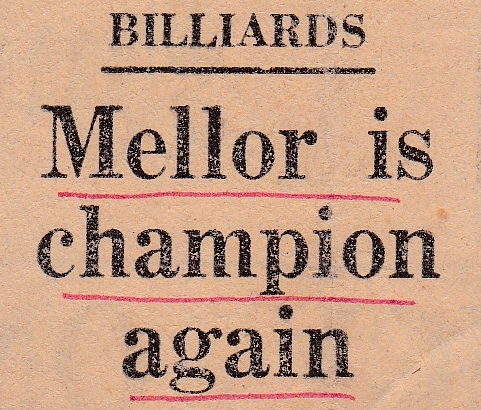 BILLIARDS
Mellor is
champion
again